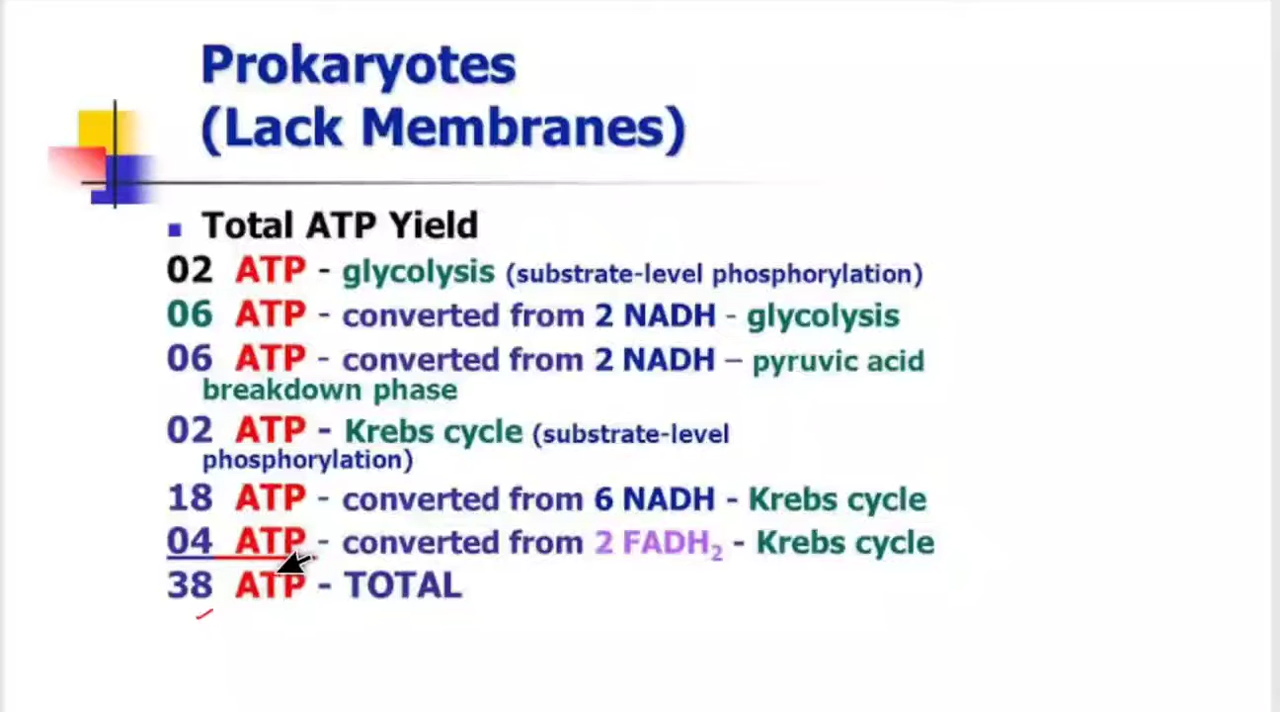 Prokaryotes
(Lack Membranes)
Total ATP Yield
02 ATP - glycolysis (substrate-level phosphorylation)
06 ATP - converted from 2 NADH - glycolysis
06 ATP - converted from 2 NADH – pyruvic acid
breakdown phase
02 ATP - Krebs cycle (substrate-level
phosphorylation)
18 ATP - converted from 6 NADH - Krebs cycle
04 ATP - converted from 2 FADH₂ - Krebs cycle
38 ATP - TOTAL